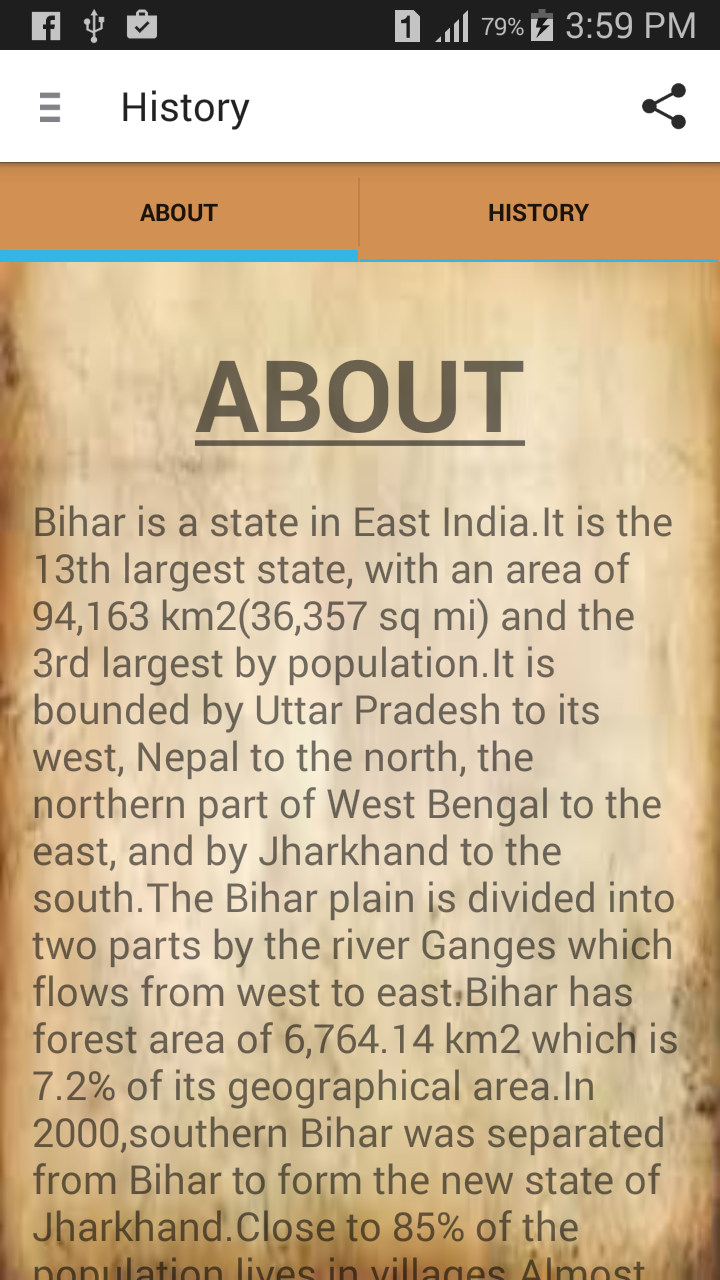 1 79% 3:59 PM
History
ABOUT HISTORY
ABOUT
Bihar is a state in East India.It is the
13th largest state, with an area of
94,163 km2(36,357 sq mi) and the
3rd largest by population.It is
bounded by Uttar Pradesh to its
west, Nepal to the north, the
northern part of West Bengal to the
east, and by Jharkhand to the
south.The Bihar plain is divided into
two parts by the river Ganges which
flows from west to east.Bihar has
forest area of 6,764.14 km2 which is
7.2% of its geographical area.In
2000,southern Bihar was separated
from Bihar to form the new state of
Jharkhand.Close to 85% of the
population lives in villages.Almost